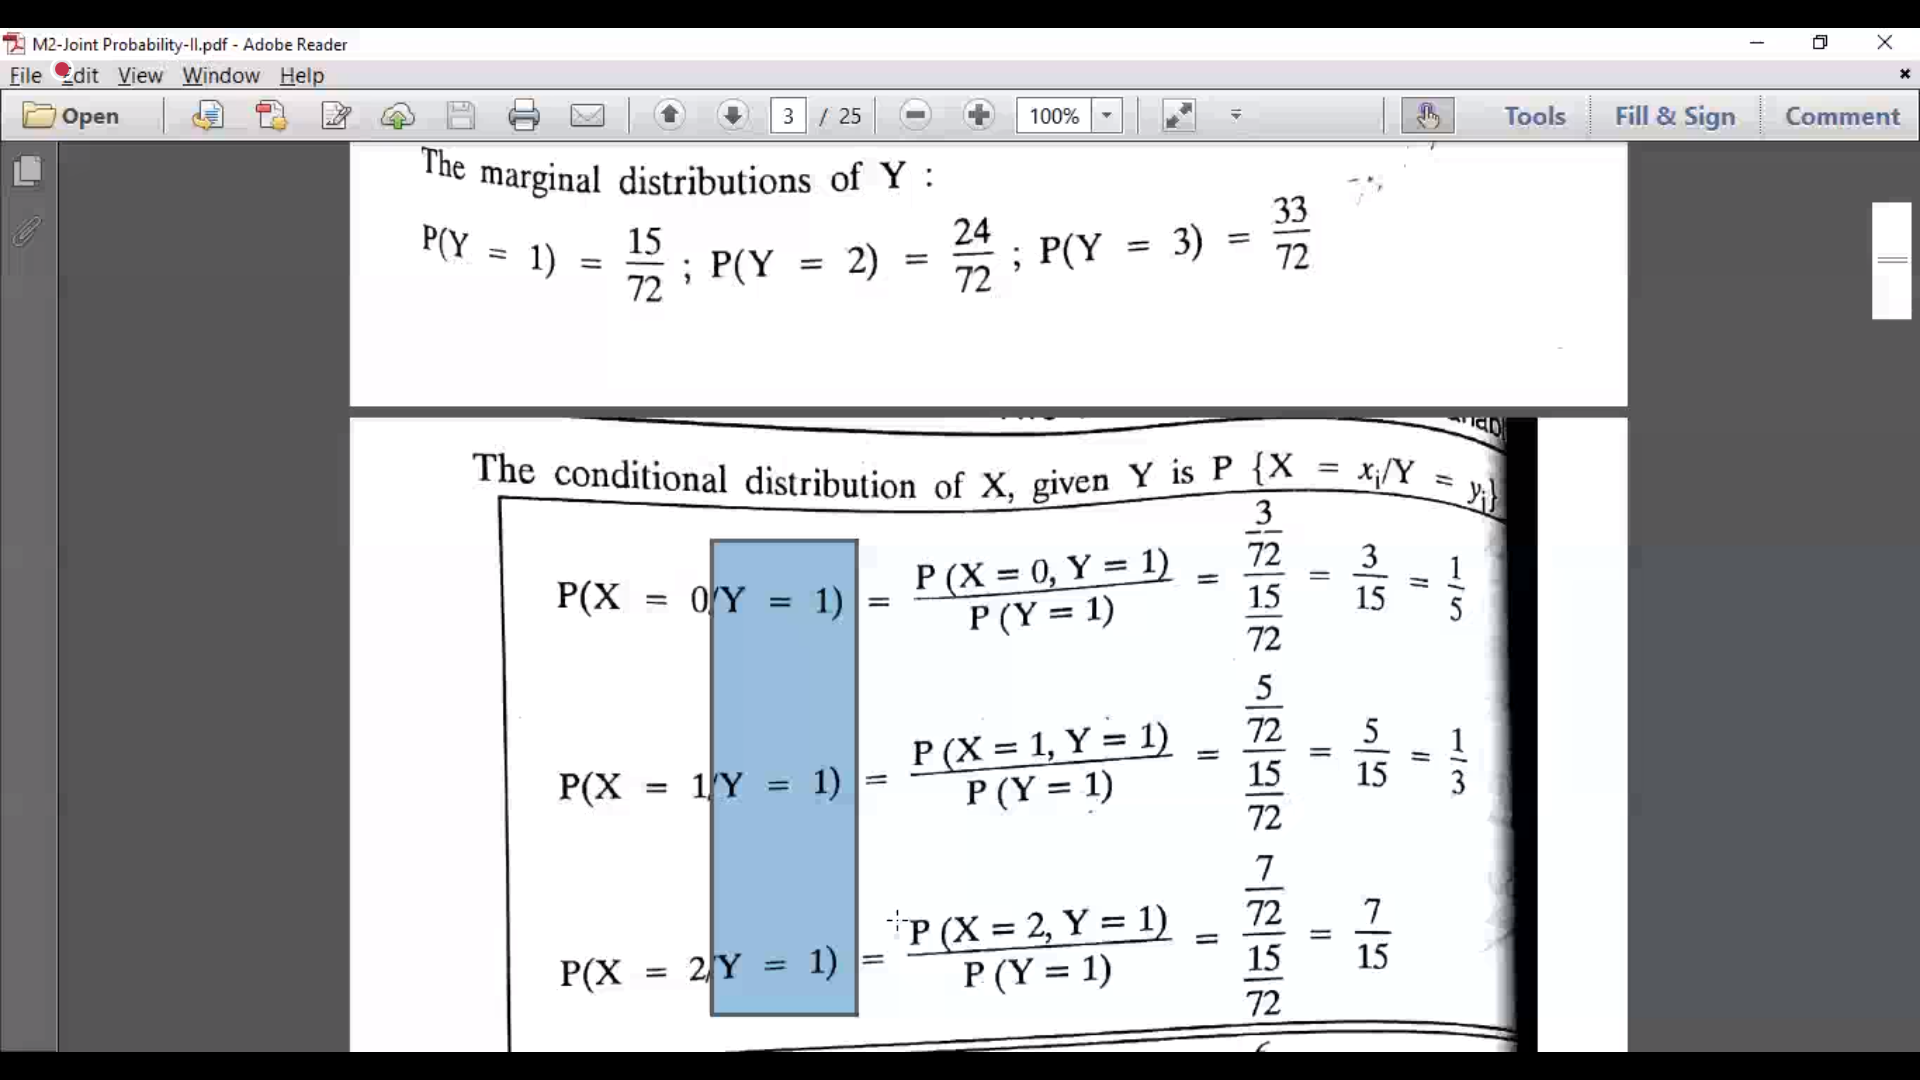 M2-Joint Probability-II.pdf - Adobe Reader
File Edit View Window Help
Open 3 / 25 100% Tools Fill & Sign Comment
The marginal distributions of Y :
P(Y = 1) = 15/72 ; P(Y = 2) = 24/72 ; P(Y = 3) = 33/72
The conditional distribution of X, given Y is P {X = xᵢ/Y = yⱼ}
P(X = 0/Y = 1) = P (X = 0, Y = 1) / P (Y = 1) = (3/72) / (15/72) = 3/15 = 1/5
P(X = 1/Y = 1) = P (X = 1, Y = 1) / P (Y = 1) = (5/72) / (15/72) = 5/15 = 1/3
P(X = 2/Y = 1) = P (X = 2, Y = 1) / P (Y = 1) = (7/72) / (15/72) = 7/15